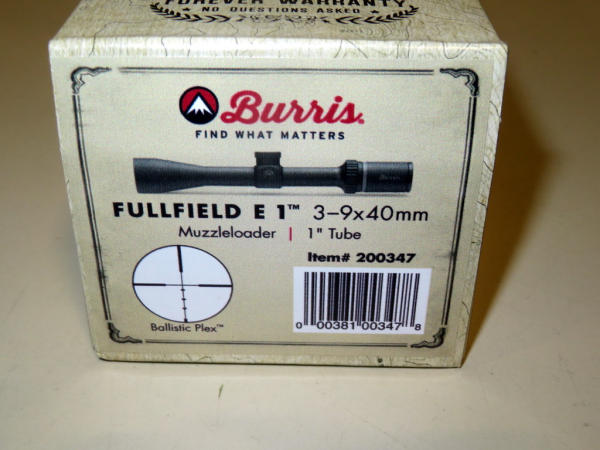 FOREVER WARRANTY
NO QUESTIONS ASKED
Burris.
FIND WHAT MATTERS
FULLFIELD E 1™ 3-9x40mm
Muzzleloader | 1" Tube
Item# 200347
Ballistic Plex™
0 00381 00347 8